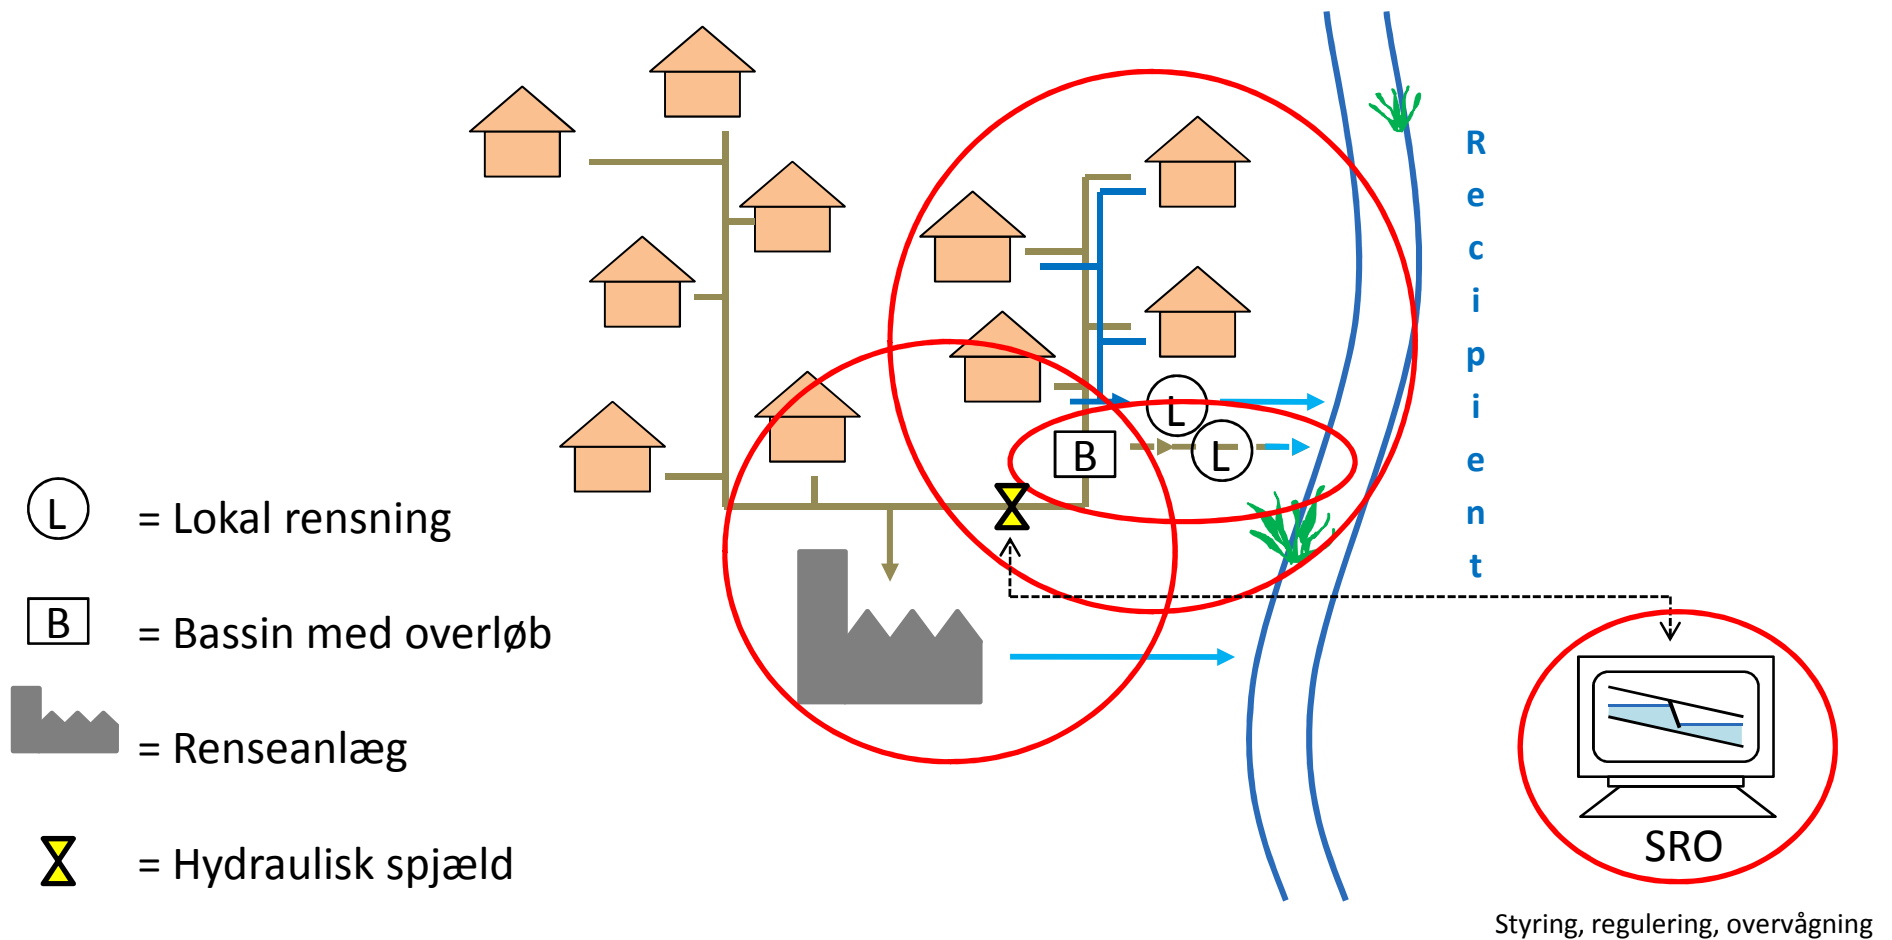 Recipient
L
L
B
L = Lokal rensning
B = Bassin med overløb
= Renseanlæg
= Hydraulisk spjæld
SRO
Styring, regulering, overvågning